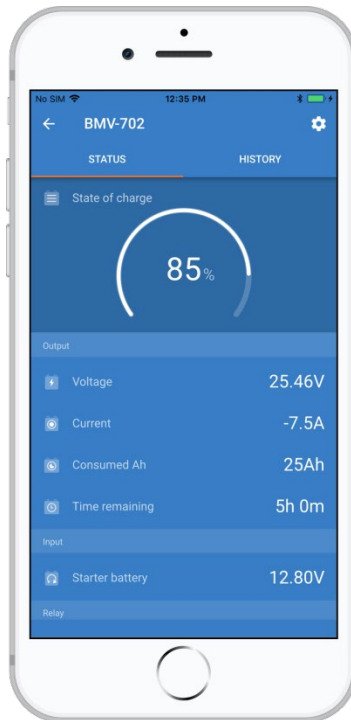 No SIM 12:35 PM
BMV-702
STATUS HISTORY
State of charge
85%
Output
Voltage 25.46V
Current -7.5A
Consumed Ah 25Ah
Time remaining 5h 0m
Input
Starter battery 12.80V
Relay